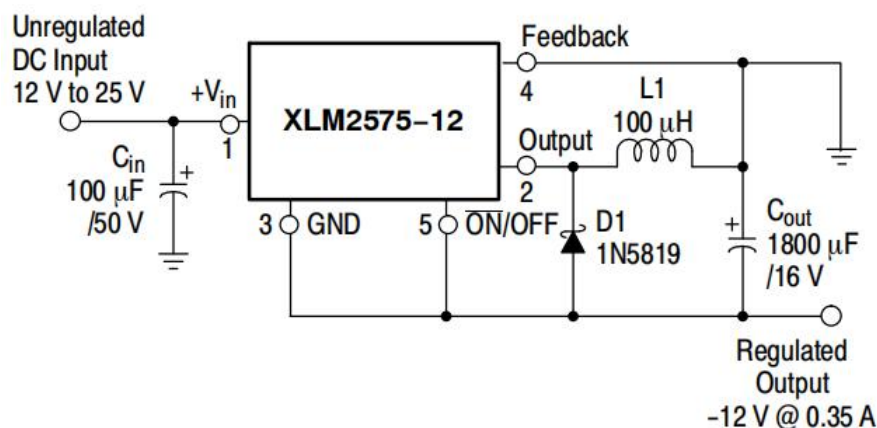 Unregulated
DC Input
12 V to 25 V
+Vin
1
Cin
100 µF
/50 V
+
XLM2575-12
Feedback
4
Output
2
L1
100 µH
3
GND
5
O̅N̅/OFF
D1
1N5819
+
Cout
1800 µF
/16 V
Regulated
Output
–12 V @ 0.35 A